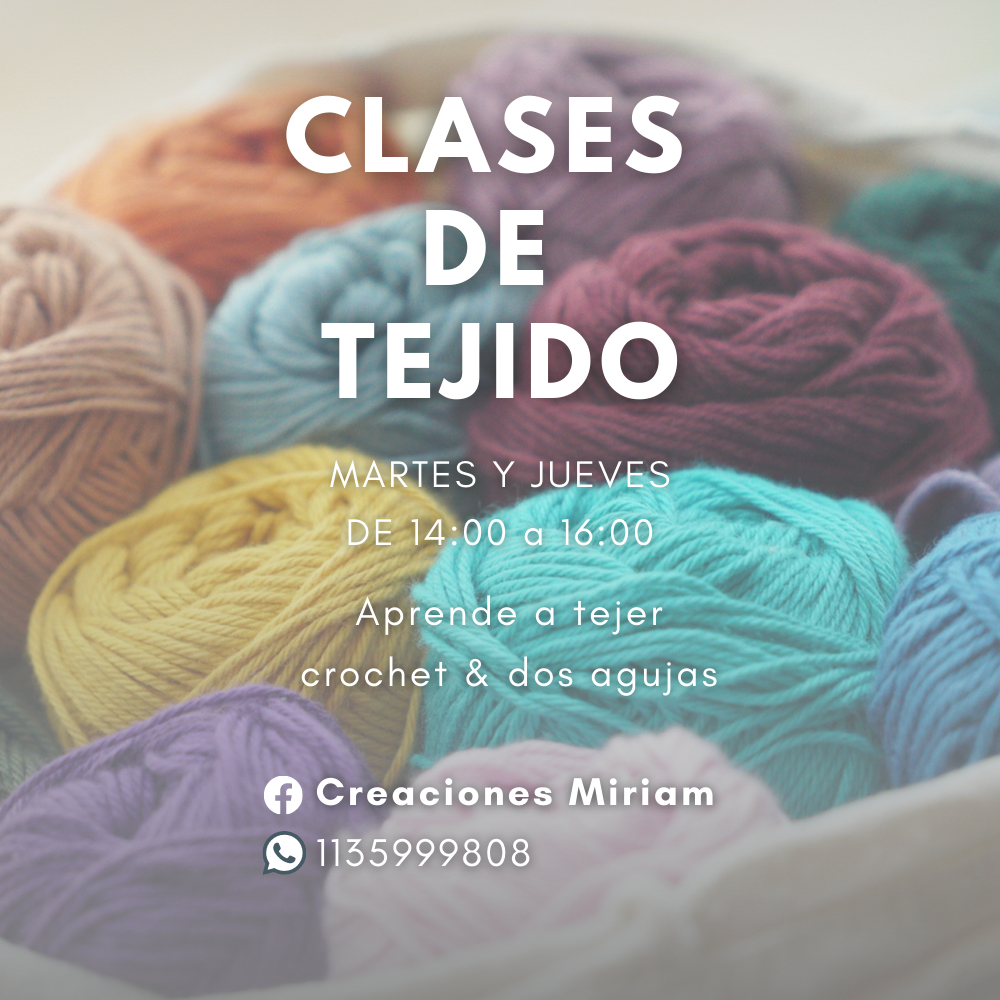 CLASES
DE
TEJIDO
MARTES Y JUEVES
DE 14:00 a 16:00
Aprende a tejer
crochet & dos agujas
Creaciones Miriam
1135999808